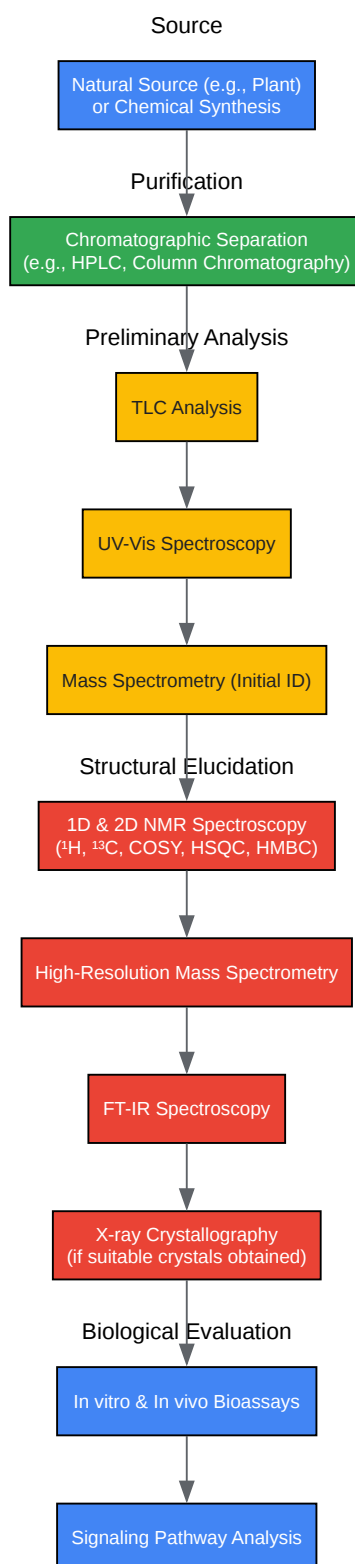 Source
Natural Source (e.g., Plant)
or Chemical Synthesis
Purification
Chromatographic Separation
(e.g., HPLC, Column Chromatography)
Preliminary Analysis
TLC Analysis
UV-Vis Spectroscopy
Mass Spectrometry (Initial ID)
Structural Elucidation
1D & 2D NMR Spectroscopy
(¹H, ¹³C, COSY, HSQC, HMBC)
High-Resolution Mass Spectrometry
FT-IR Spectroscopy
X-ray Crystallography
(if suitable crystals obtained)
Biological Evaluation
In vitro & In vivo Bioassays
Signaling Pathway Analysis